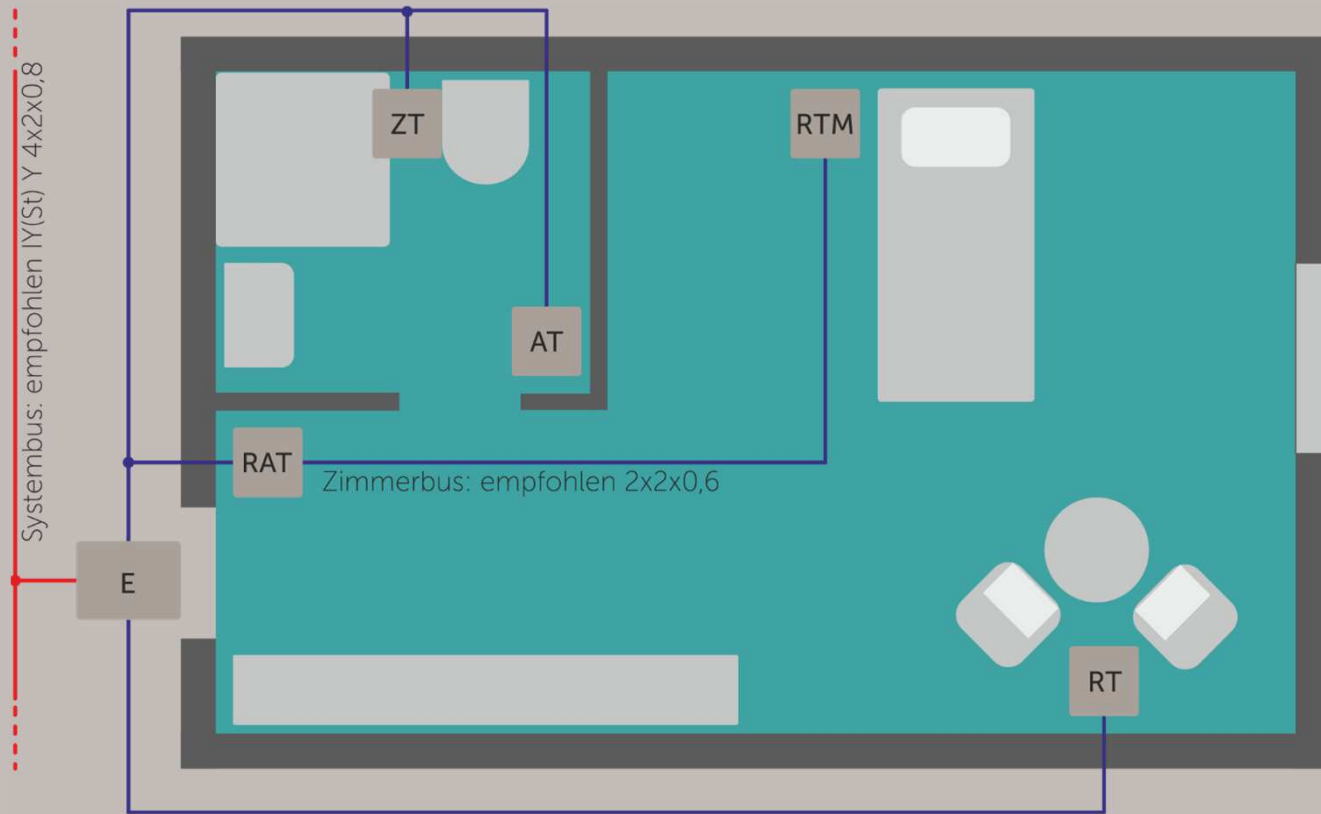 Systembus: empfohlen IY(St) Y 4x2x0,8
ZT
RTM
AT
RAT
Zimmerbus: empfohlen 2x2x0,6
E
RT